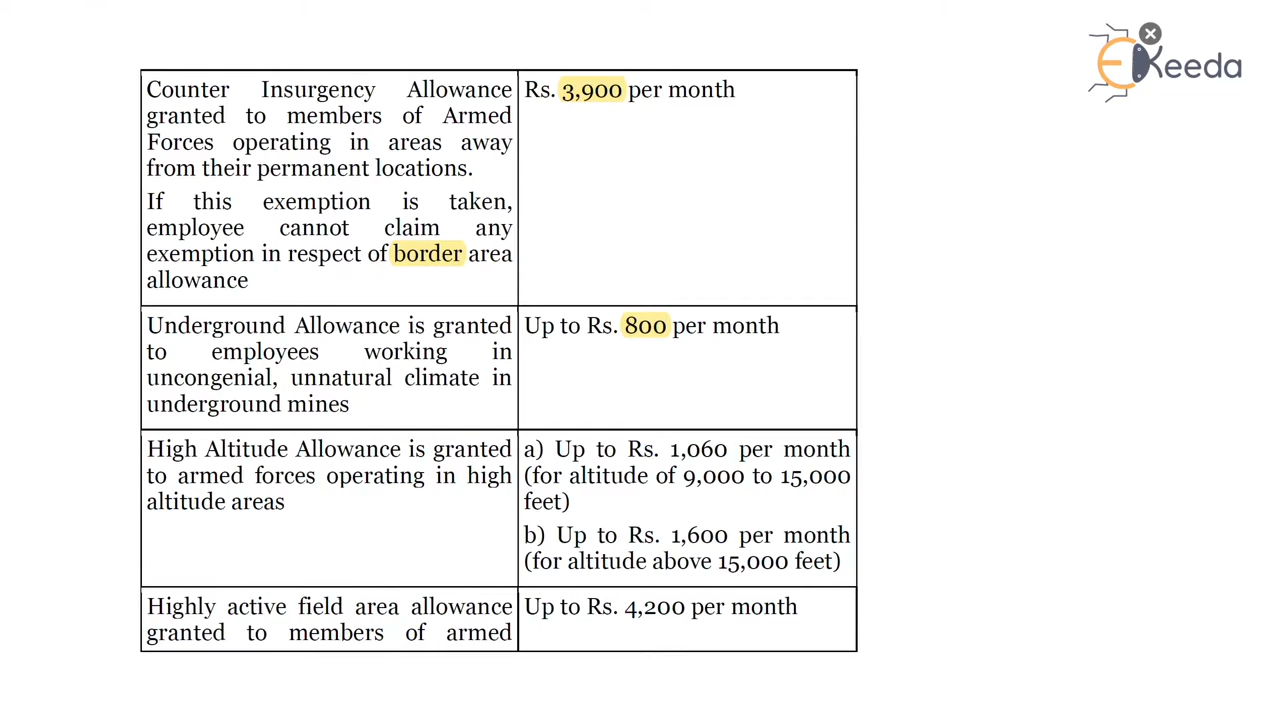 EKeeda
Counter Insurgency Allowance
granted to members of Armed
Forces operating in areas away
from their permanent locations.
If this exemption is taken,
employee cannot claim any
exemption in respect of border area
allowance
Rs. 3,900 per month
Underground Allowance is granted
to employees working in
uncongenial, unnatural climate in
underground mines
Up to Rs. 800 per month
High Altitude Allowance is granted
to armed forces operating in high
altitude areas
a) Up to Rs. 1,060 per month
(for altitude of 9,000 to 15,000
feet)
b) Up to Rs. 1,600 per month
(for altitude above 15,000 feet)
Highly active field area allowance
granted to members of armed
Up to Rs. 4,200 per month